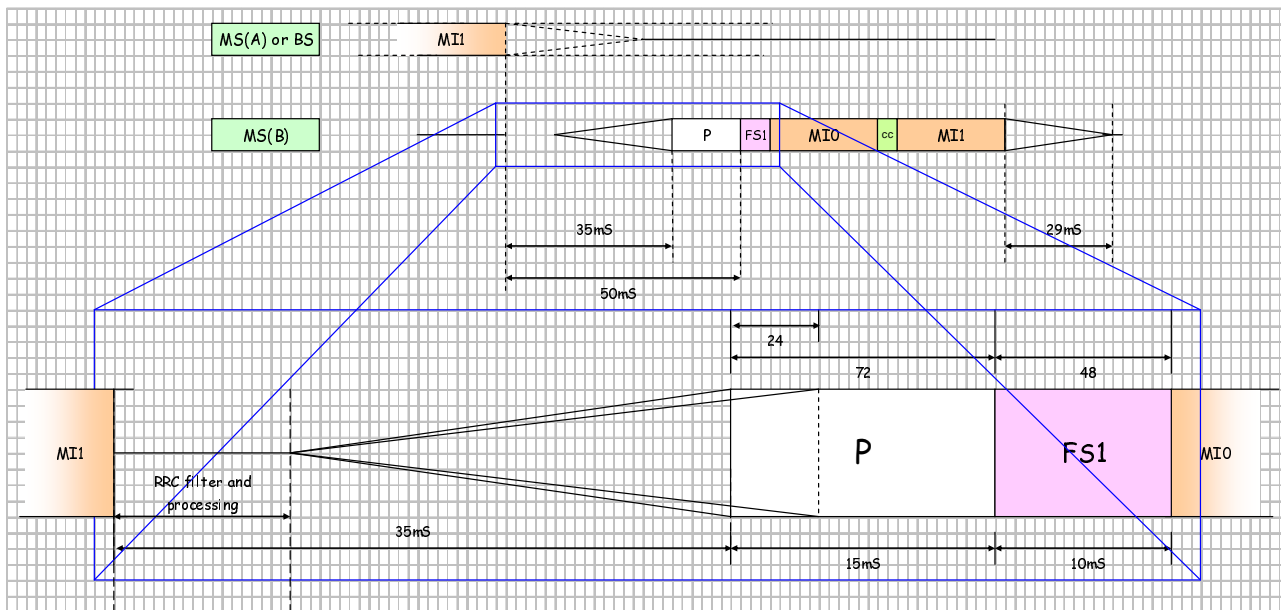 MS(A) or BS
MI1
MS(B)
P
FS1
MI0
cc
MI1
35mS
29mS
50mS
24
72
48
MI1
P
FS1
MI0
RRC filter and
processing
35mS
15mS
10mS